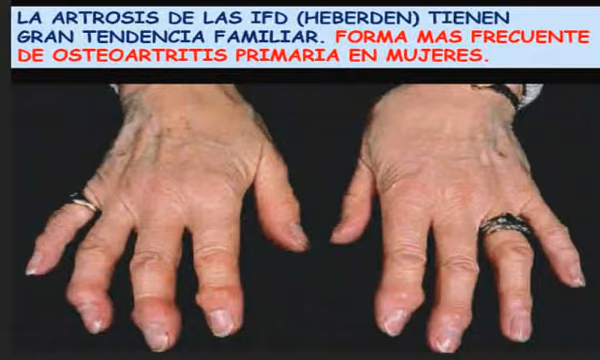 LA ARTROSIS DE LAS IFD (HEBERDEN) TIENEN
GRAN TENDENCIA FAMILIAR. FORMA MAS FRECUENTE
DE OSTEOARTRITIS PRIMARIA EN MUJERES.